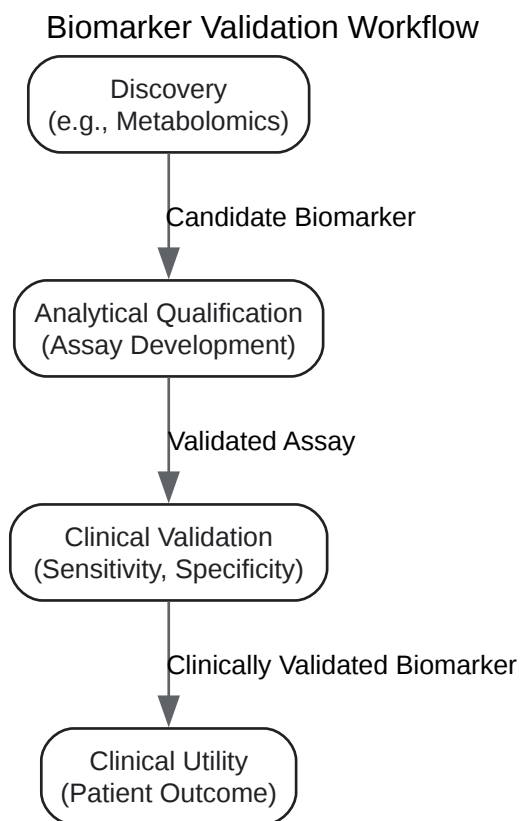 Biomarker Validation Workflow
Discovery
(e.g., Metabolomics)
Candidate Biomarker
Analytical Qualification
(Assay Development)
Validated Assay
Clinical Validation
(Sensitivity, Specificity)
Clinically Validated Biomarker
Clinical Utility
(Patient Outcome)